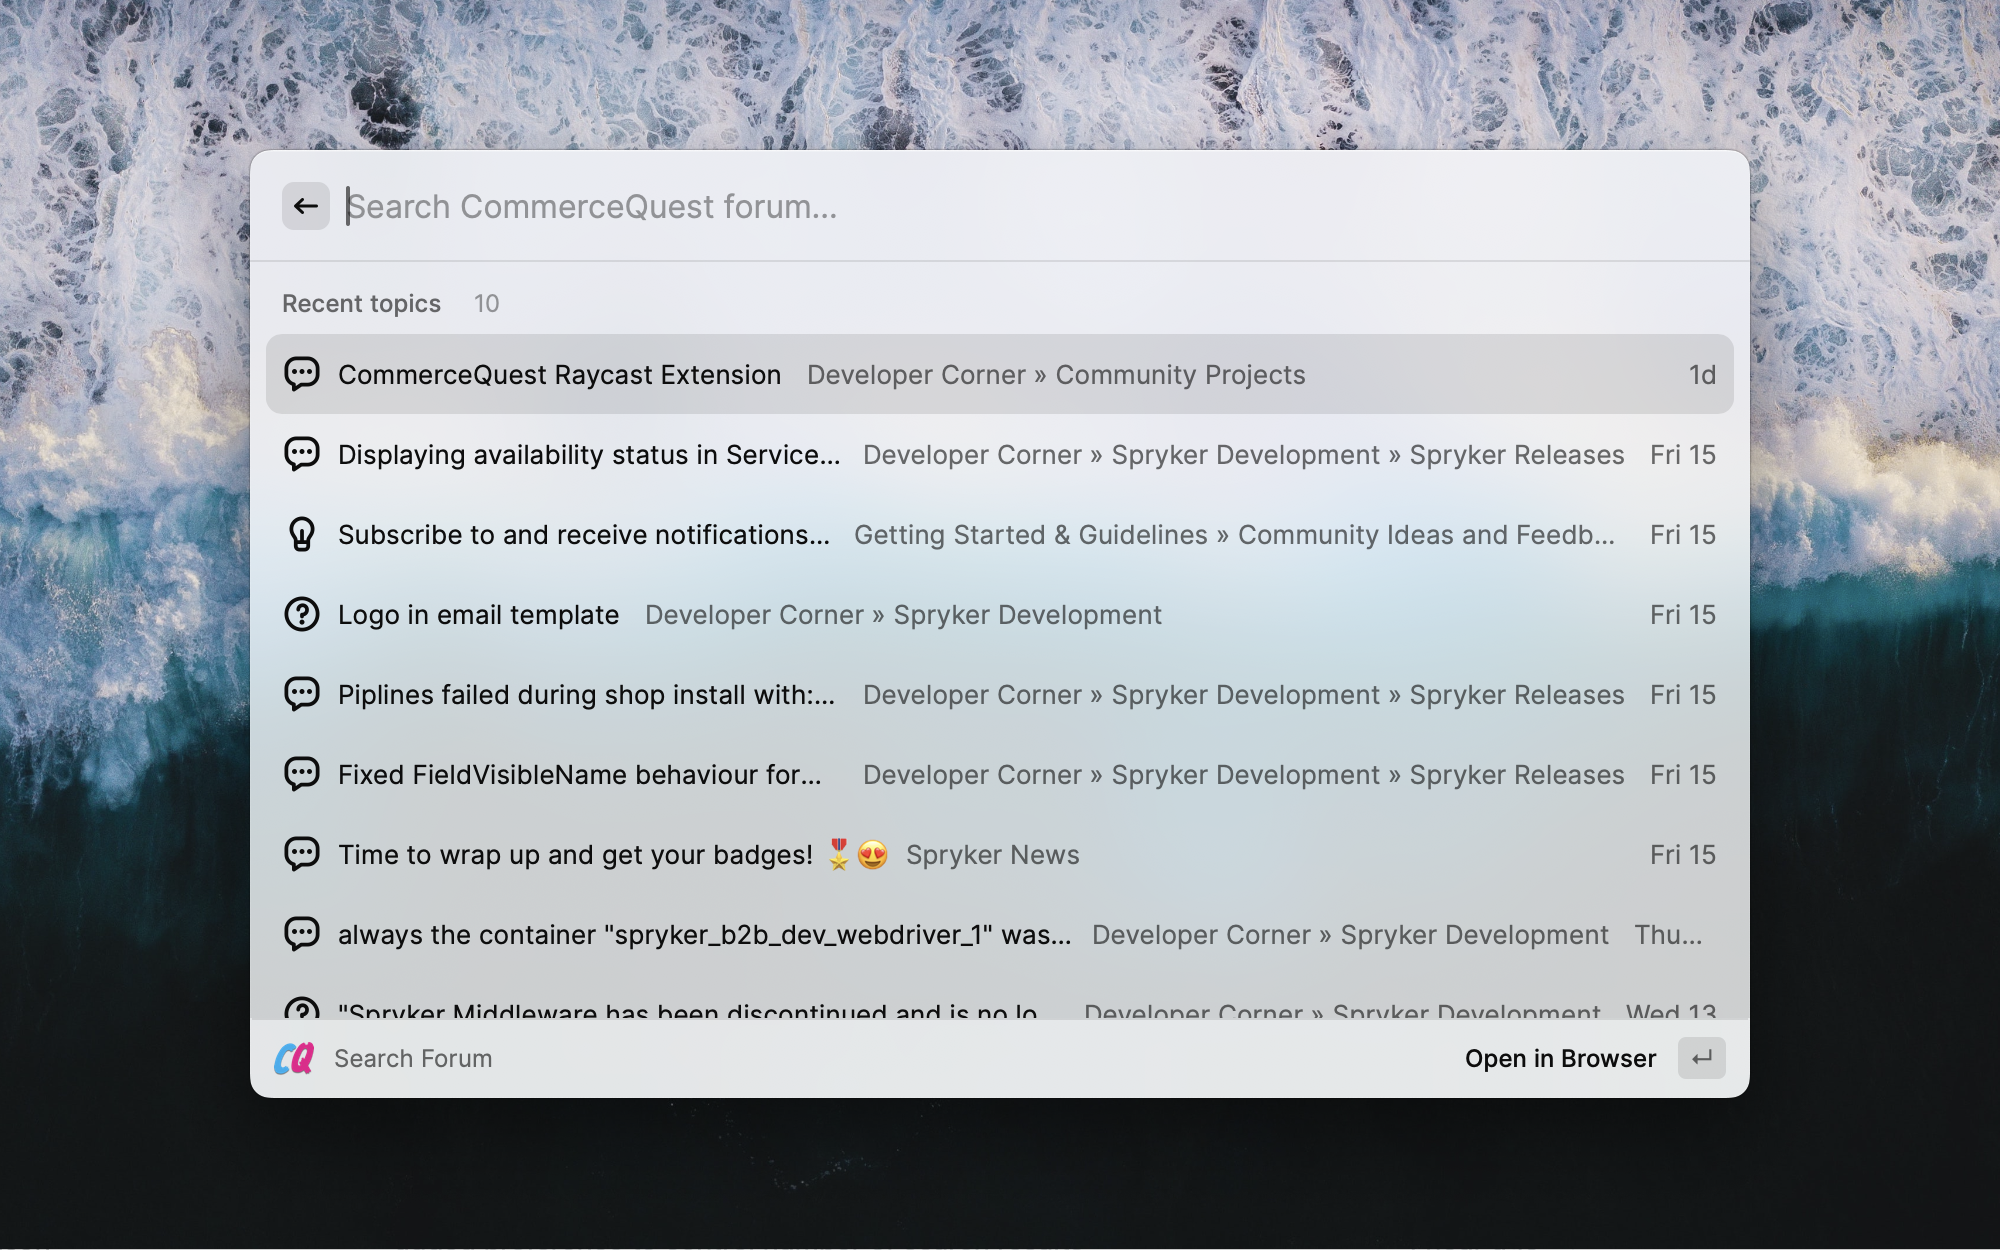 Search CommerceQuest forum...
Recent topics 10
CommerceQuest Raycast Extension Developer Corner » Community Projects 1d
Displaying availability status in Service... Developer Corner » Spryker Development » Spryker Releases Fri 15
Subscribe to and receive notifications... Getting Started & Guidelines » Community Ideas and Feedb... Fri 15
Logo in email template Developer Corner » Spryker Development Fri 15
Piplines failed during shop install with:... Developer Corner » Spryker Development » Spryker Releases Fri 15
Fixed FieldVisibleName behaviour for... Developer Corner » Spryker Development » Spryker Releases Fri 15
Time to wrap up and get your badges! 🎖️😍 Spryker News Fri 15
always the container "spryker_b2b_dev_webdriver_1" was... Developer Corner » Spryker Development Thu...
"Spryker Middleware has been discontinued and is no lo... Developer Corner » Spryker Development Wed 13
CQ Search Forum Open in Browser